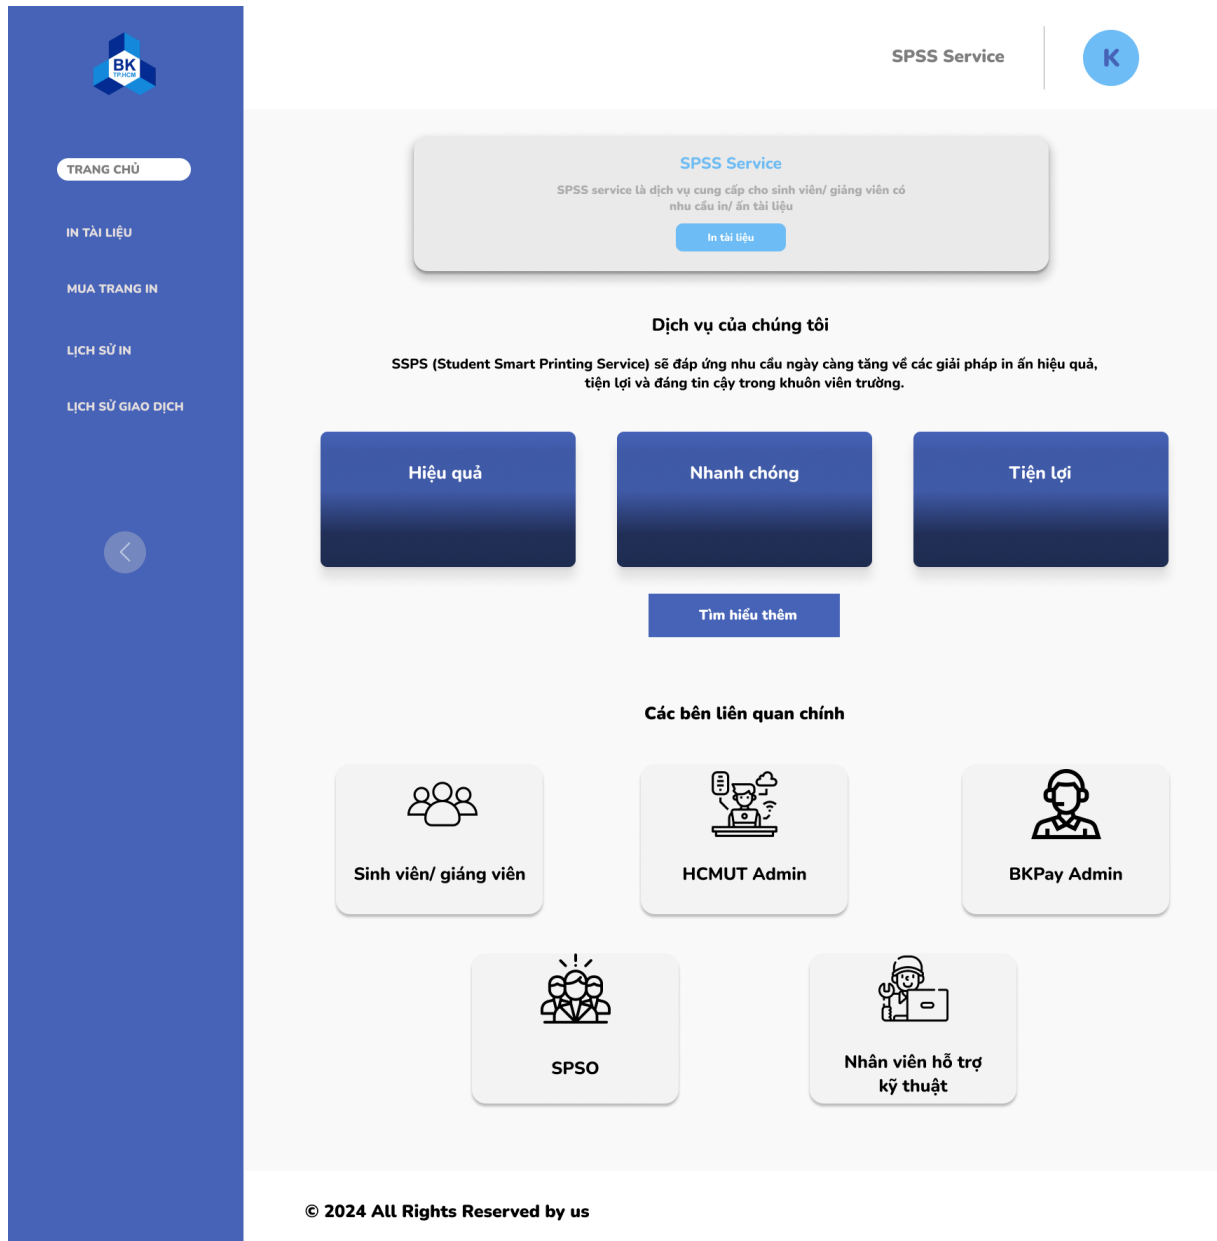 BK
TP.HCM
SPSS Service
K
TRANG CHỦ
IN TÀI LIỆU
MUA TRANG IN
LỊCH SỬ IN
LỊCH SỬ GIAO DỊCH
SPSS Service
SPSS service là dịch vụ cung cấp cho sinh viên/ giảng viên có
nhu cầu in/ ấn tài liệu
In tài liệu
Dịch vụ của chúng tôi
SSPS (Student Smart Printing Service) sẽ đáp ứng nhu cầu ngày càng tăng về các giải pháp in ấn hiệu quả,
tiện lợi và đáng tin cậy trong khuôn viên trường.
Hiệu quả
Nhanh chóng
Tiện lợi
Tìm hiểu thêm
Các bên liên quan chính
Sinh viên/ giảng viên
HCMUT Admin
BKPay Admin
SPSO
Nhân viên hỗ trợ
kỹ thuật
© 2024 All Rights Reserved by us